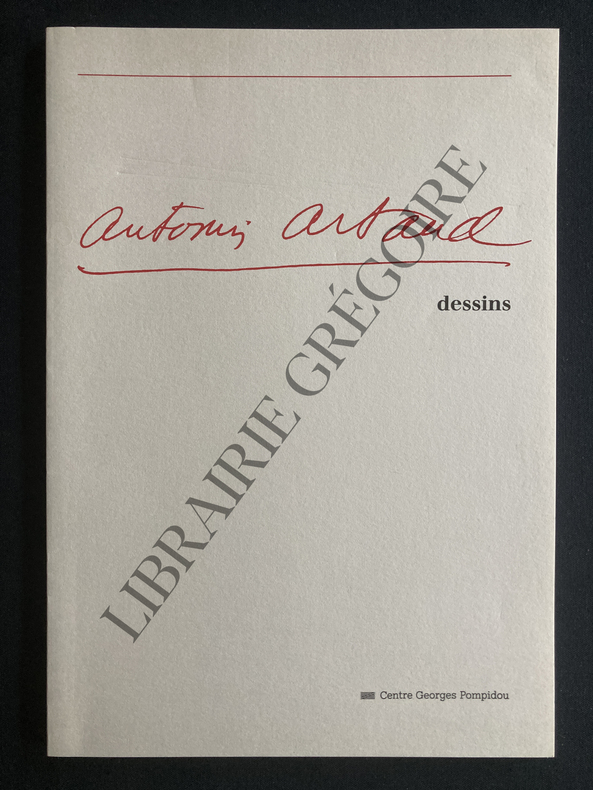 Antonin Artaud
dessins
LIBRAIRIE GRÉGOIRE
Centre Georges Pompidou